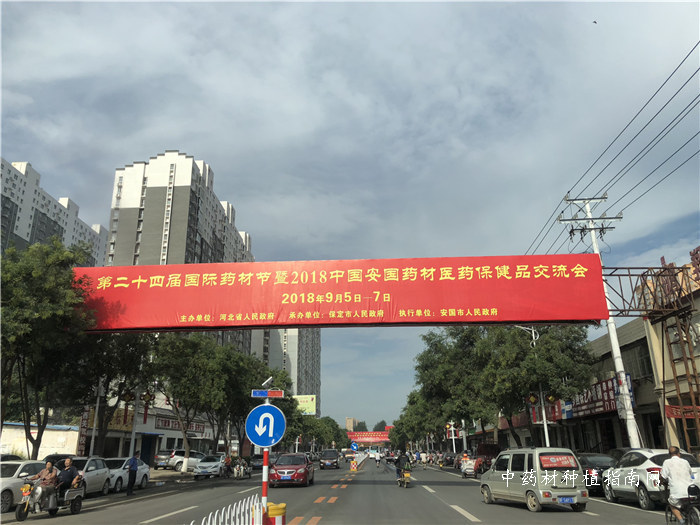 第二十四届国际药材节暨2018中国安国药材医药保健品交流会
2018年9月5日—7日
主办单位：河北省人民政府 承办单位：保定市人民政府 执行单位：安国市人民政府
中药材种植指南网